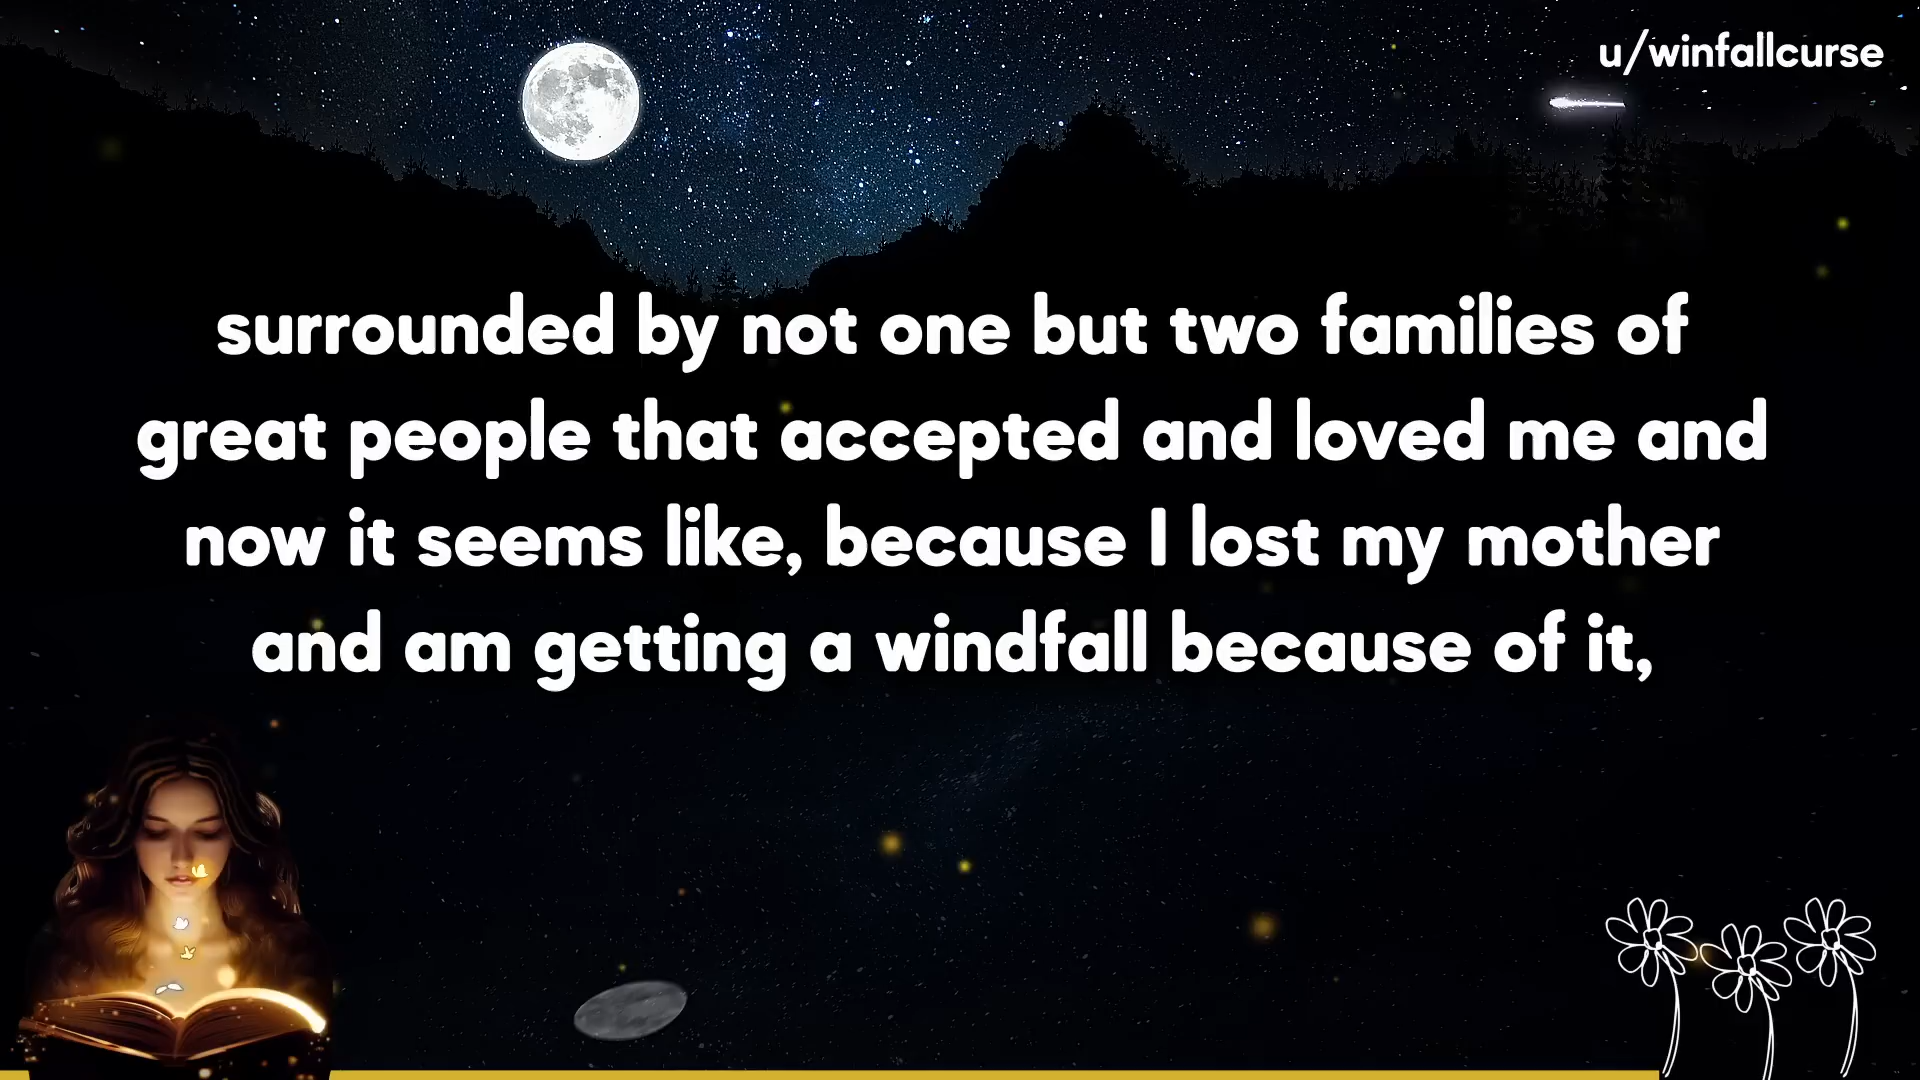 u/winfallcurse
surrounded by not one but two families of
great people that accepted and loved me and
now it seems like, because I lost my mother
and am getting a windfall because of it,